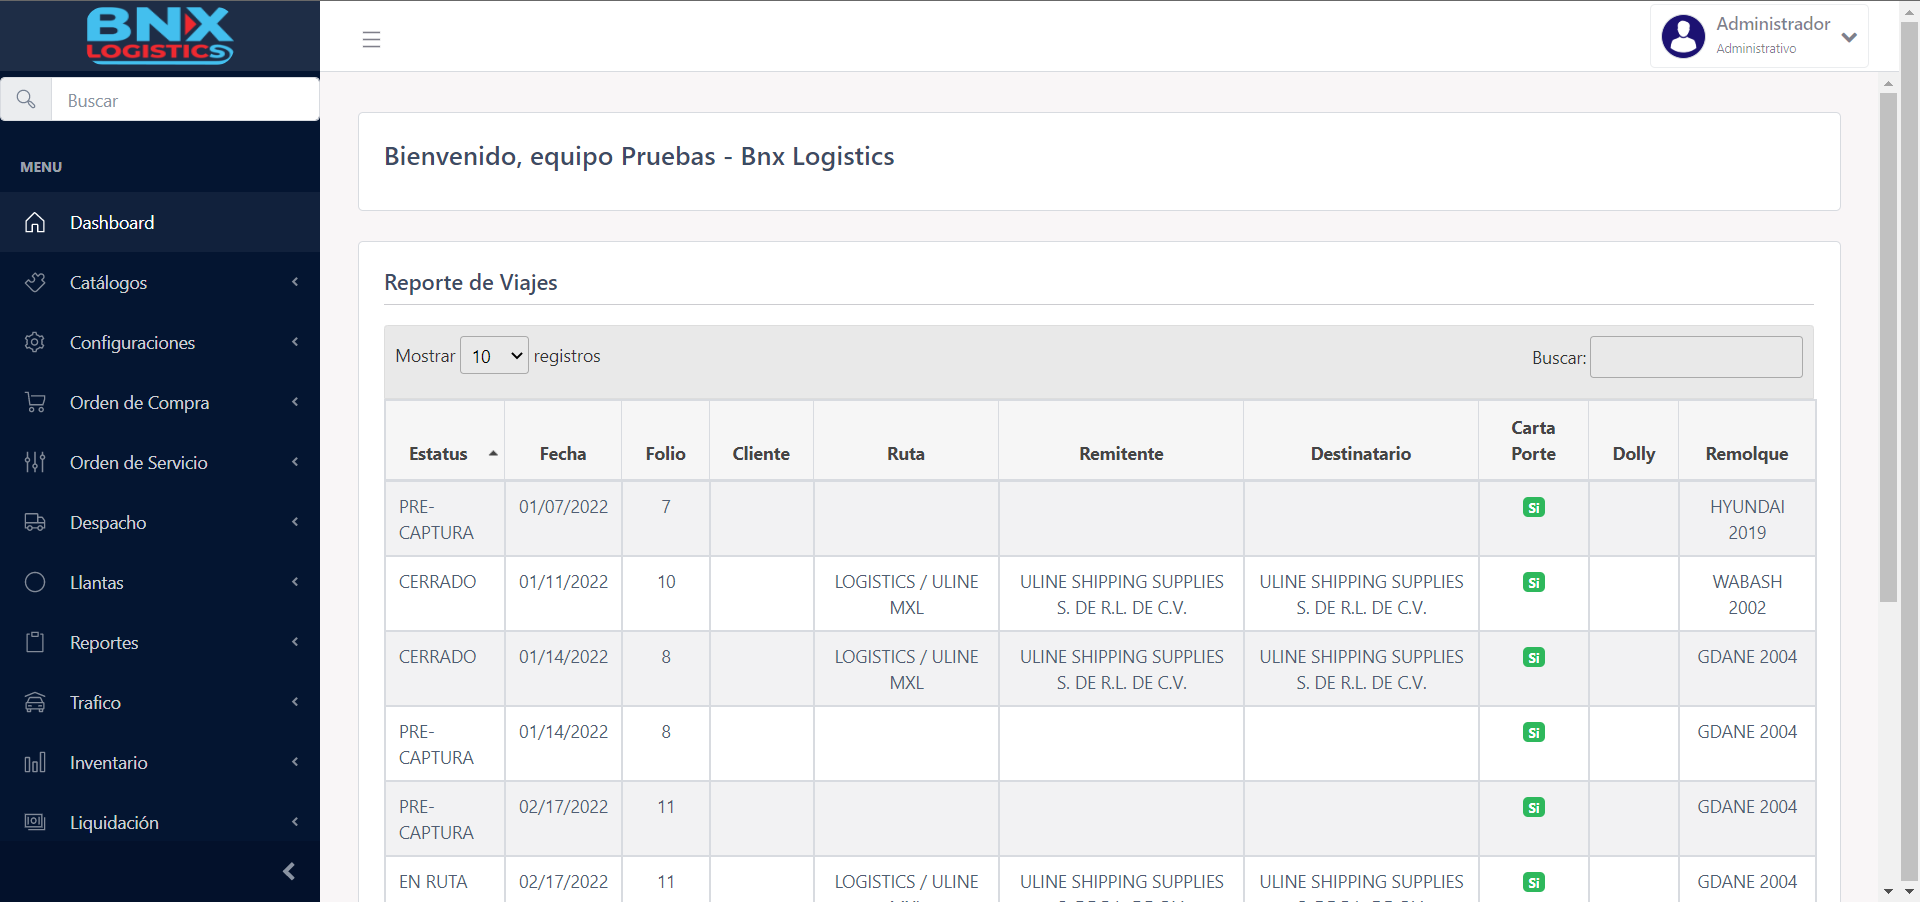 BNX
LOGISTICS
Administrador
Administrativo
Buscar
MENU
Dashboard
Catálogos
Configuraciones
Orden de Compra
Orden de Servicio
Despacho
Llantas
Reportes
Trafico
Inventario
Liquidación
Bienvenido, equipo Pruebas - Bnx Logistics
Reporte de Viajes
Mostrar 10 registros
Buscar:
Estatus Fecha Folio Cliente Ruta Remitente Destinatario Carta Porte Dolly Remolque
PRE-CAPTURA 01/07/2022 7 Si HYUNDAI 2019
CERRADO 01/11/2022 10 LOGISTICS / ULINE MXL ULINE SHIPPING SUPPLIES S. DE R.L. DE C.V. ULINE SHIPPING SUPPLIES S. DE R.L. DE C.V. Si WABASH 2002
CERRADO 01/14/2022 8 LOGISTICS / ULINE MXL ULINE SHIPPING SUPPLIES S. DE R.L. DE C.V. ULINE SHIPPING SUPPLIES S. DE R.L. DE C.V. Si GDANE 2004
PRE-CAPTURA 01/14/2022 8 Si GDANE 2004
PRE-CAPTURA 02/17/2022 11 Si GDANE 2004
EN RUTA 02/17/2022 11 LOGISTICS / ULINE ULINE SHIPPING SUPPLIES ULINE SHIPPING SUPPLIES Si GDANE 2004